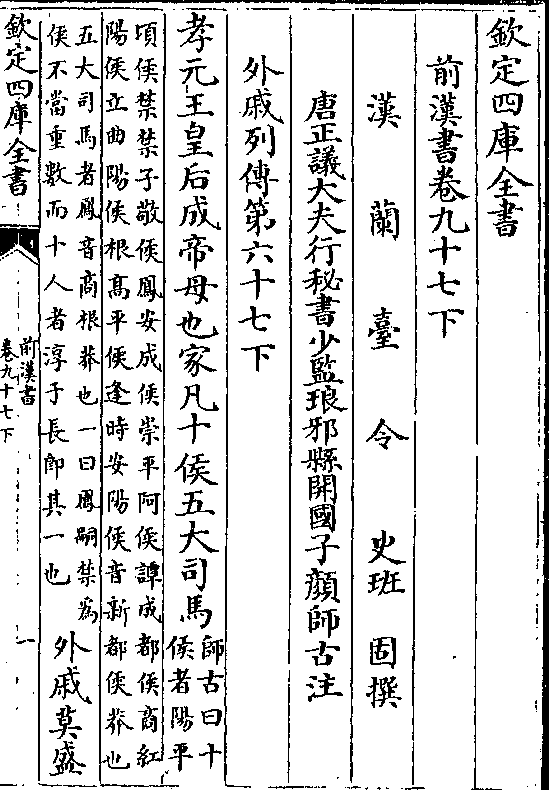 欽定四庫全書
前漢書卷九十七下
漢蘭臺令史班固撰
唐正議大夫行秘書少監琅邪縣開國子顏師古注
外戚列傳第六十七下
孝元王皇后成帝母也家凡十侯五大司馬
師古曰十
侯者陽平
頃侯禁禁子敬侯鳳安成侯崇平阿侯譚成都侯商紅
陽侯立曲陽侯根髙平侯逢時安陽侯音新都侯莽也
五大司馬者鳳音商根莽也一曰鳳嗣禁為
侯不當重數而十人者淳于長即其一也
外戚莫盛
欽定四庫全書
前漢書
卷九十七下
一